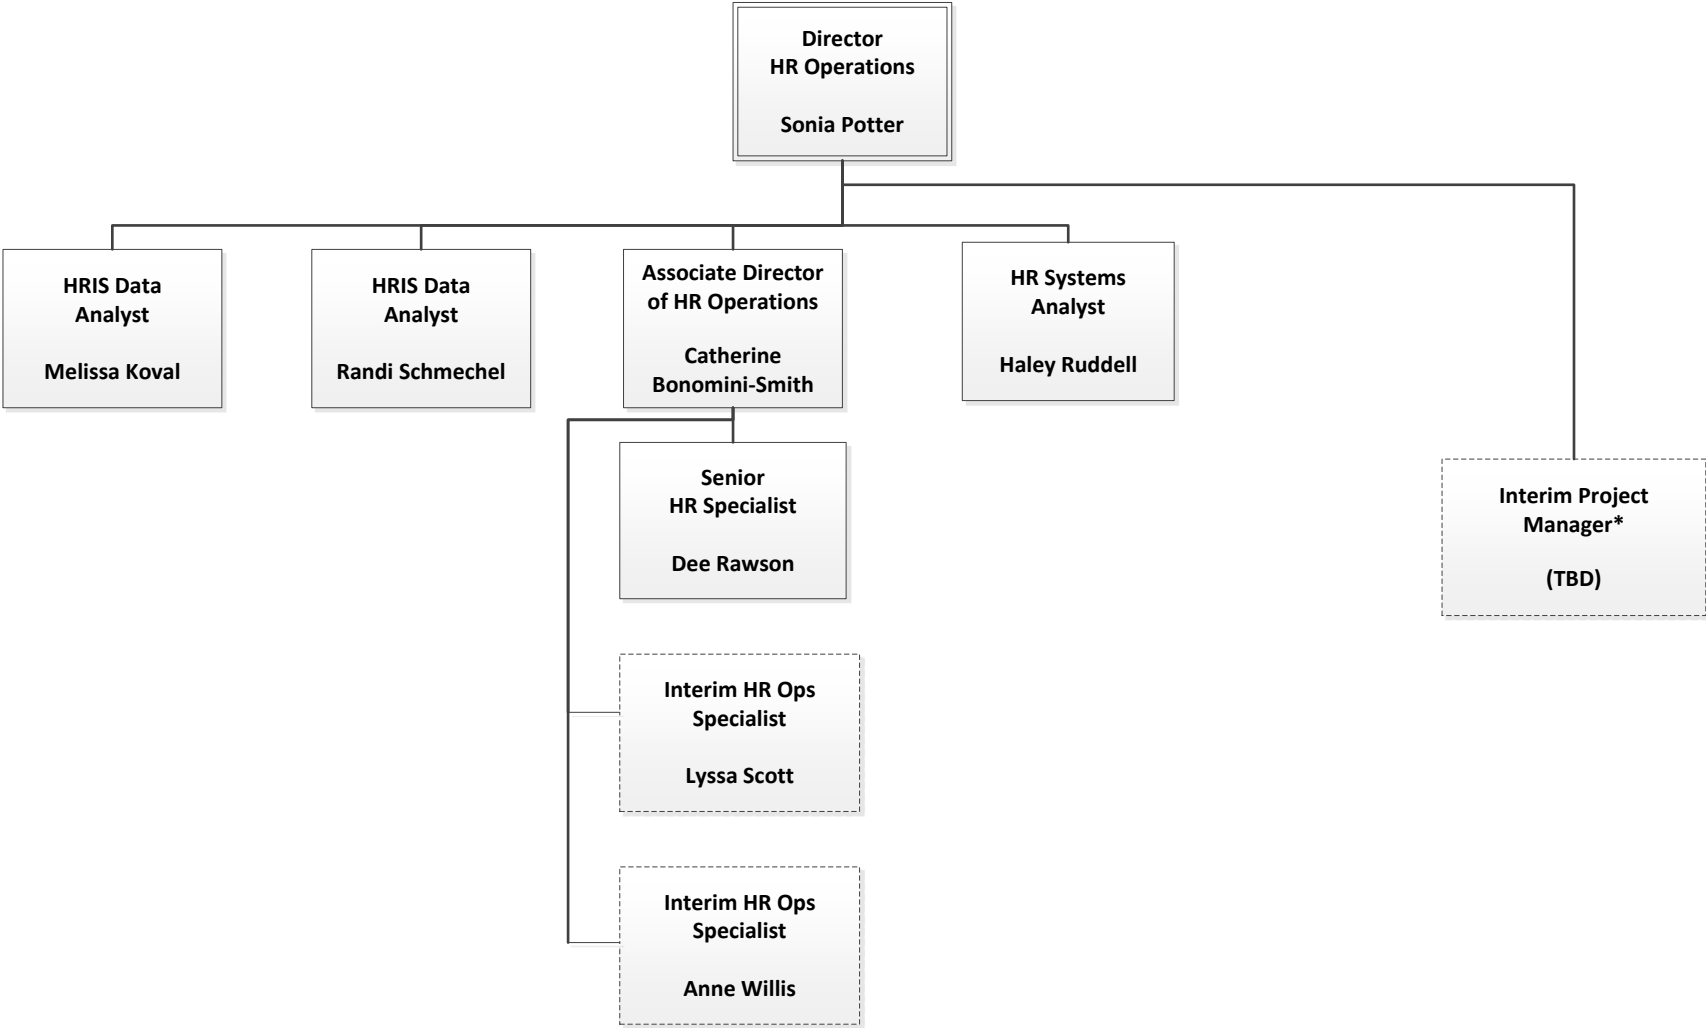 Director
HR Operations
Sonia Potter
HRIS Data
Analyst
Melissa Koval
HRIS Data
Analyst
Randi Schmechel
Associate Director
of HR Operations
Catherine
Bonomini-Smith
HR Systems
Analyst
Haley Ruddell
Senior
HR Specialist
Dee Rawson
Interim Project
Manager*
(TBD)
Interim HR Ops
Specialist
Lyssa Scott
Interim HR Ops
Specialist
Anne Willis